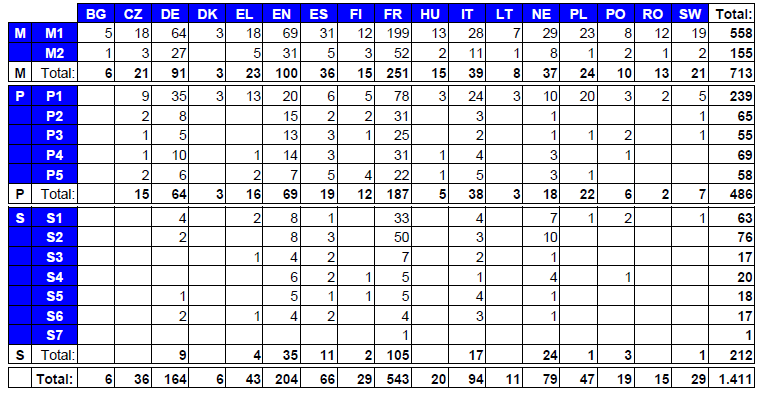 BG CZ DE DK EL EN ES FI FR HU IT LT NE PL PO RO SW Total:
M M1 5 18 64 3 18 69 31 12 199 13 28 7 29 23 8 12 19 558
M2 1 3 27 5 31 5 3 52 2 11 1 8 1 2 1 2 155
M Total: 6 21 91 3 23 100 36 15 251 15 39 8 37 24 10 13 21 713
P P1 9 35 3 13 20 6 5 78 3 24 3 10 20 3 2 5 239
P2 2 8 15 2 2 31 3 1 1 65
P3 1 5 13 3 1 25 2 1 1 2 1 55
P4 1 10 1 14 3 31 1 4 3 1 69
P5 2 6 2 7 5 4 22 1 5 3 1 58
P Total: 15 64 3 16 69 19 12 187 5 38 3 18 22 6 2 7 486
S S1 4 2 8 1 33 4 7 1 2 1 63
S2 2 8 3 50 3 10 76
S3 1 4 2 7 2 1 17
S4 6 2 1 5 4 1 20
S5 1 5 1 1 5 4 1 18
S6 2 1 4 2 4 3 1 17
S7 1 1
S Total: 9 4 35 11 2 105 17 24 1 3 1 212
Total: 6 36 164 6 43 204 66 29 543 20 94 11 79 47 19 15 29 1.411